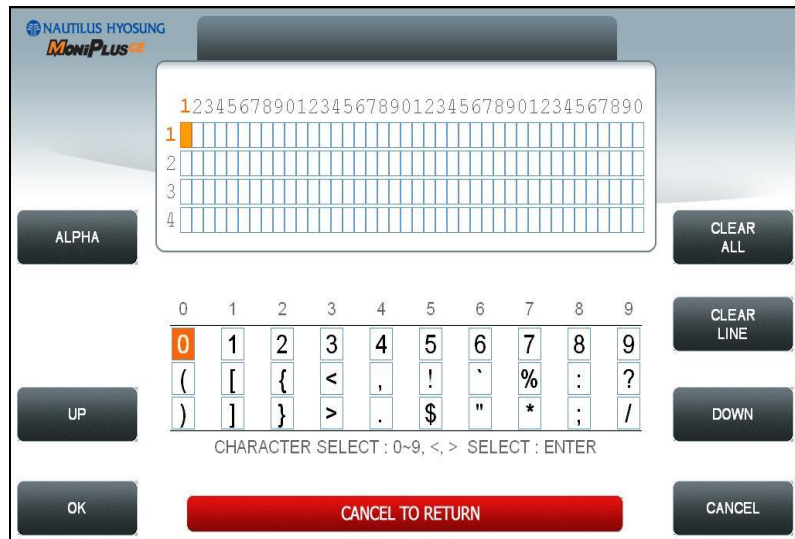 NAUTILUS HYOSUNG
MoniPlusCE
1234567890123456789012345678901234567890
1
2
3
4
ALPHA
CLEAR
ALL
0 1 2 3 4 5 6 7 8 9
CLEAR
LINE
0 1 2 3 4 5 6 7 8 9
( [ { < , ! ` % : ?
) ] } > . $ " * ; /
UP
DOWN
CHARACTER SELECT : 0~9, <, > SELECT : ENTER
OK
CANCEL TO RETURN
CANCEL